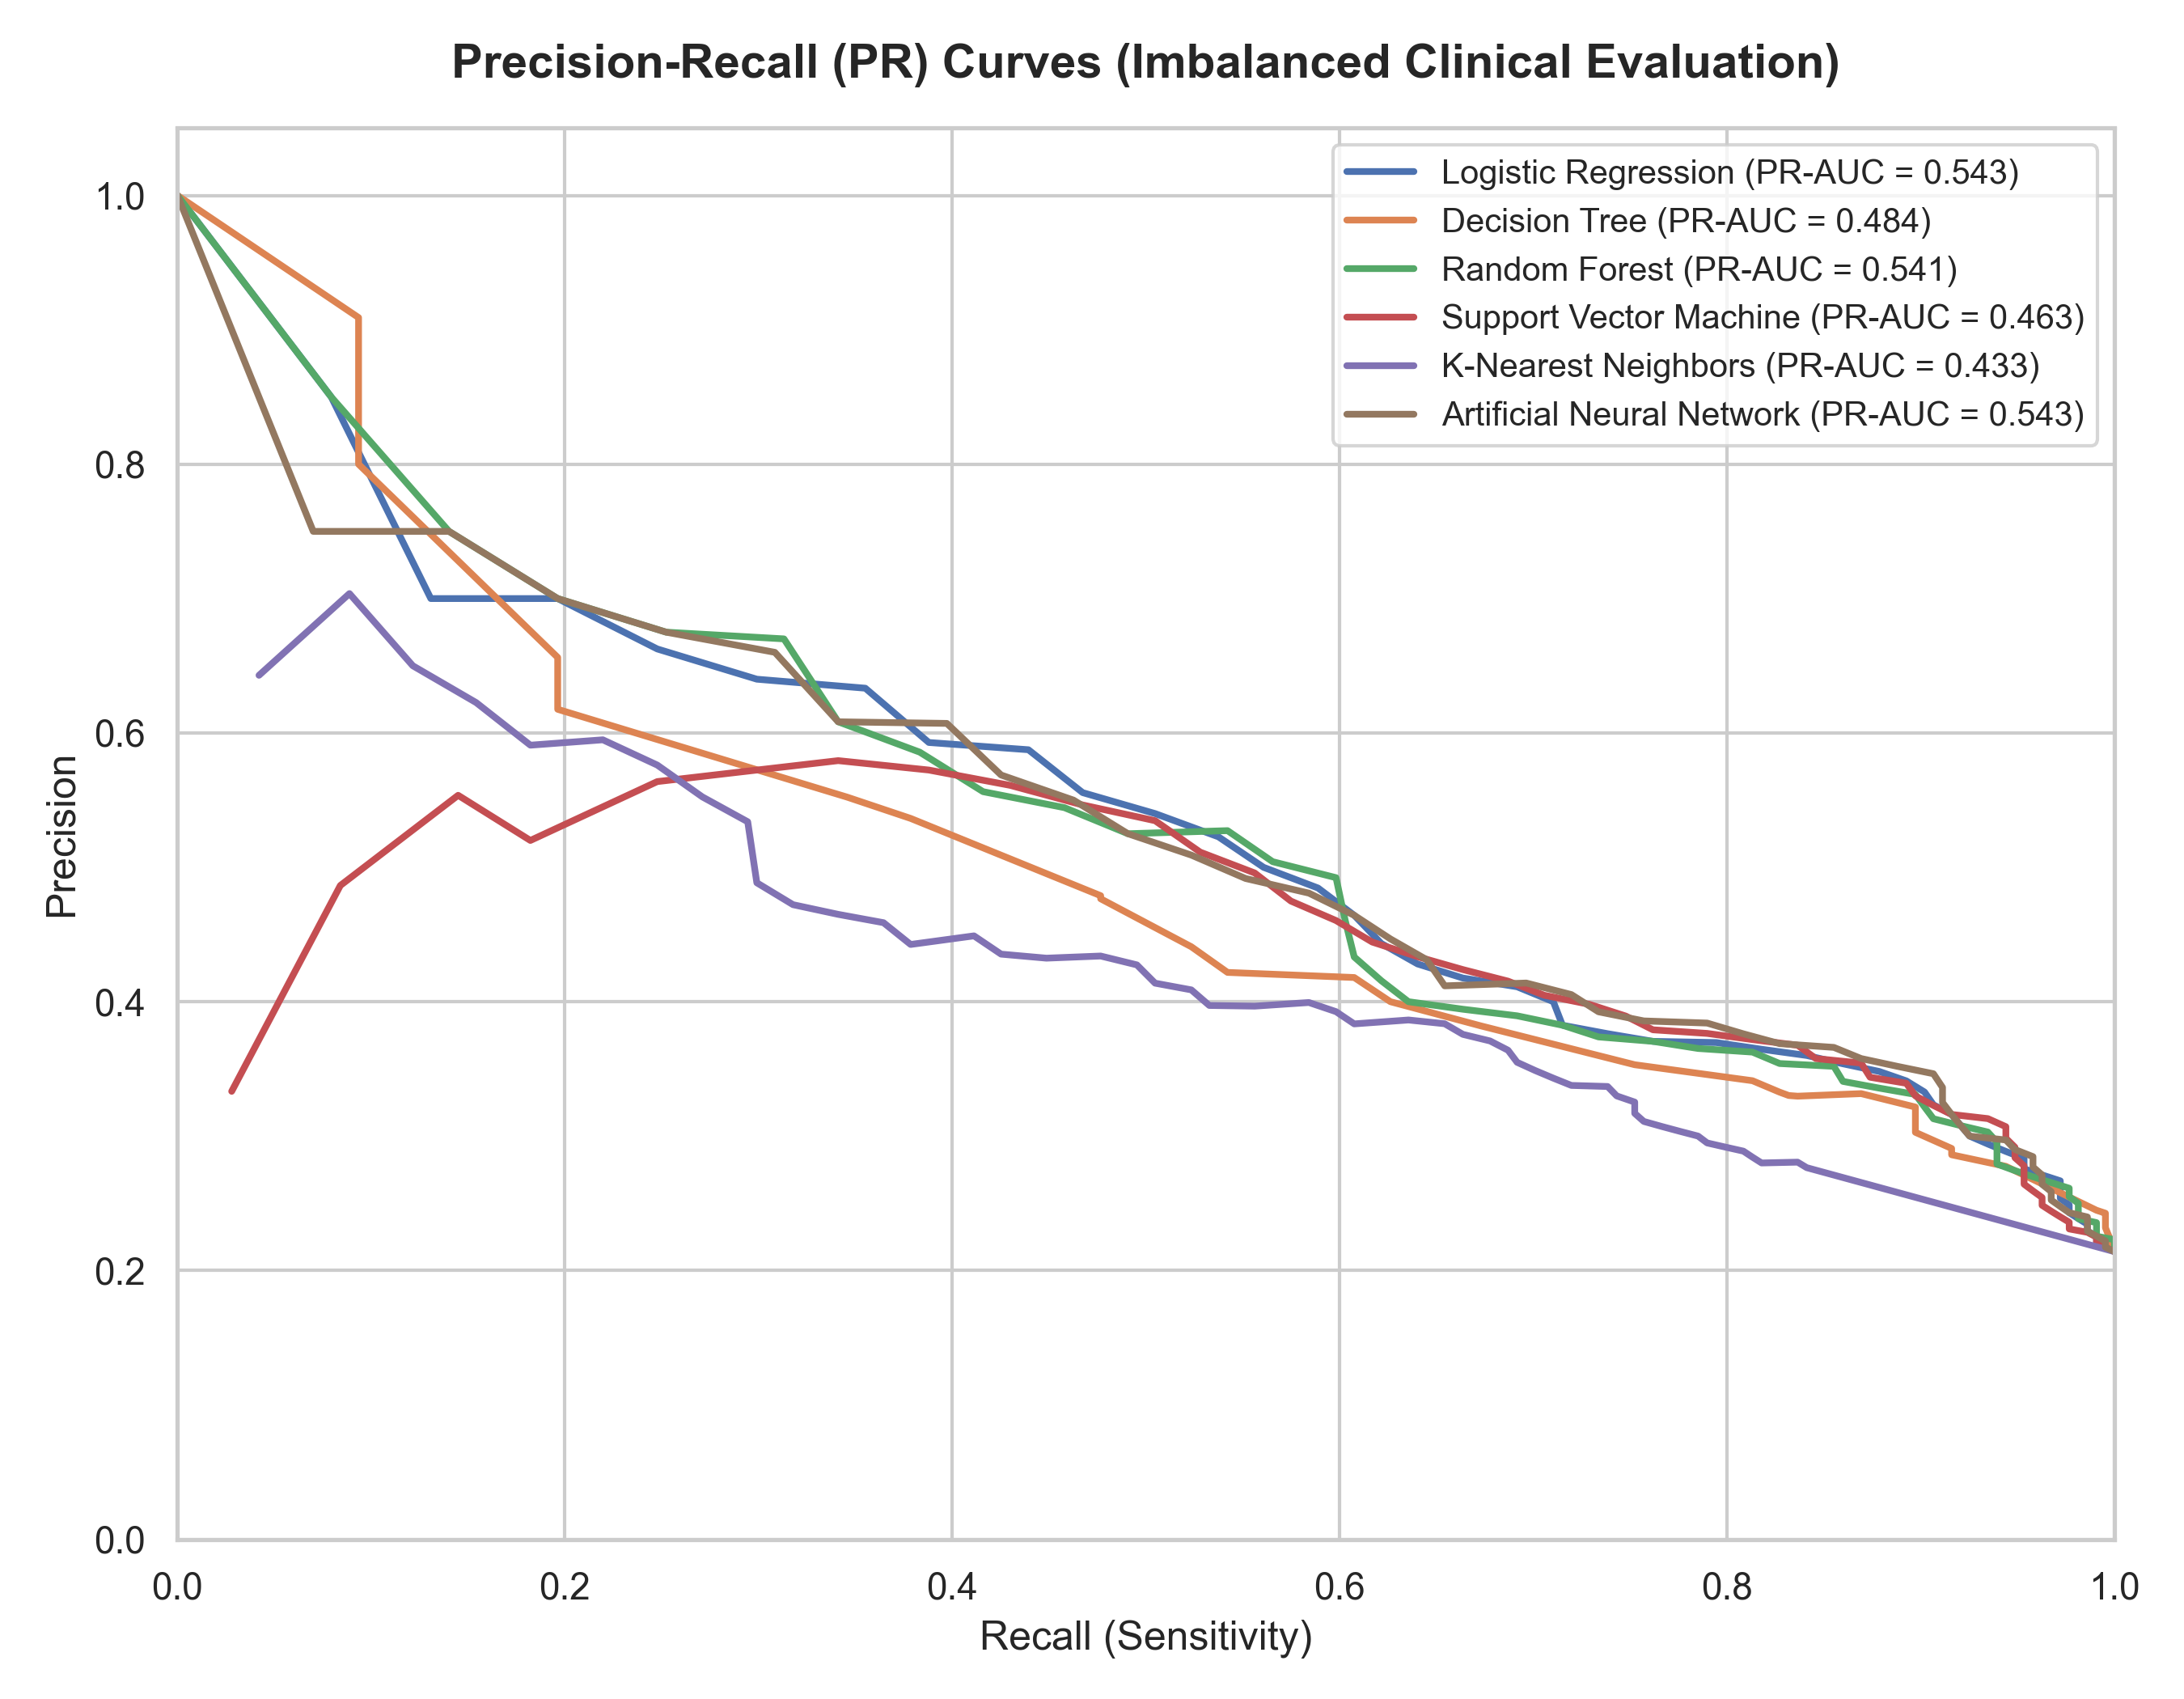 Precision-Recall (PR) Curves (Imbalanced Clinical Evaluation)
Logistic Regression (PR-AUC = 0.543)
Decision Tree (PR-AUC = 0.484)
Random Forest (PR-AUC = 0.541)
Support Vector Machine (PR-AUC = 0.463)
K-Nearest Neighbors (PR-AUC = 0.433)
Artificial Neural Network (PR-AUC = 0.543)
1.0
0.8
0.6
0.4
0.2
0.0
Precision
0.0 0.2 0.4 0.6 0.8 1.0
Recall (Sensitivity)